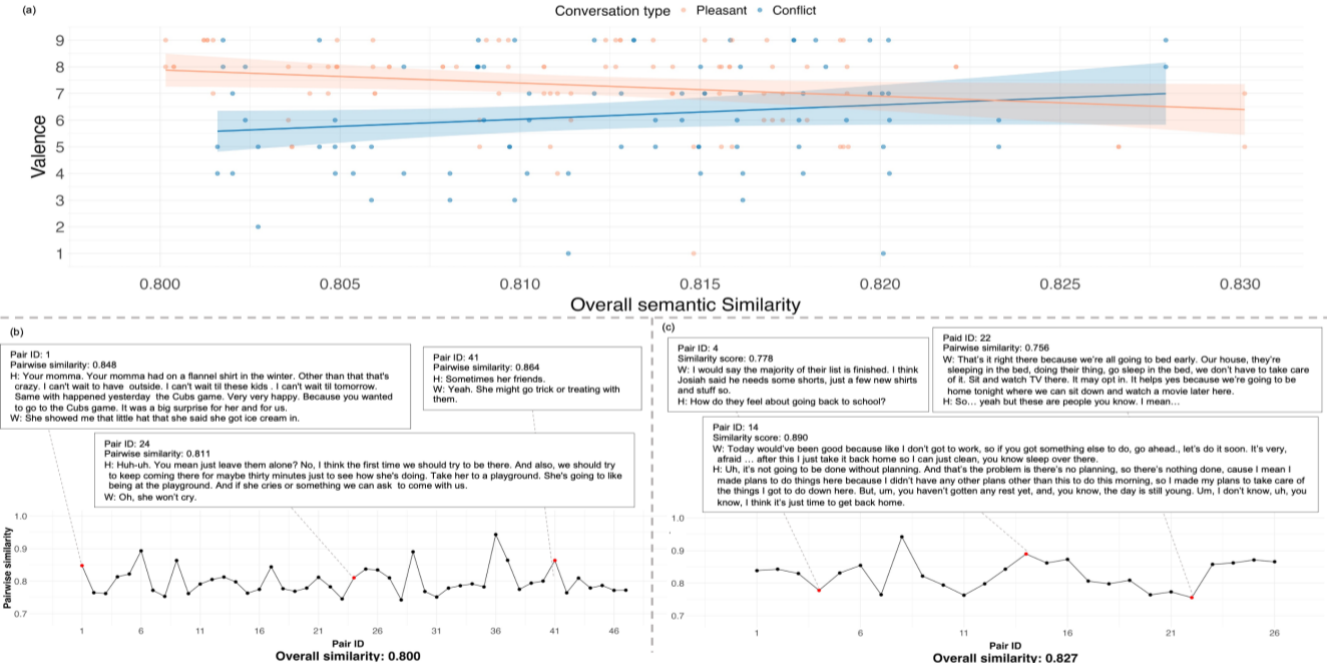 (a)
Conversation type Pleasant Conflict
9
8
7
6
5
4
3
2
1
Valence
0.800 0.805 0.810 0.815 0.820 0.825 0.830
Overall semantic Similarity
(b)
Pair ID: 1
Pairwise similarity: 0.848
H: Your momma. Your momma had on a flannel shirt in the winter. Other than that that's
crazy. I can't wait to have outside. I can't wait til these kids . I can't wait til tomorrow.
Same with happened yesterday the Cubs game. Very very happy. Because you wanted
to go to the Cubs game. It was a big surprise for her and for us.
W: She showed me that little hat that she said she got ice cream in.
Pair ID: 41
Pairwise similarity: 0.864
H: Sometimes her friends.
W: Yeah. She might go trick or treating with
them.
Pair ID: 24
Pairwise similarity: 0.811
H: Huh-uh. You mean just leave them alone? No, I think the first time we should try to be there. And also, we should try
to keep coming there for maybe thirty minutes just to see how she's doing. Take her to a playground. She's going to like
being at the playground. And if she cries or something we can ask to come with us.
W: Oh, she won't cry.
Pairwise similarity
1.0
0.9
0.8
0.7
1 6 11 16 21 26 31 36 41 46
Pair ID
Overall similarity: 0.800
(c)
Pair ID: 4
Similarity score: 0.778
W: I would say the majority of their list is finished. I think
Josiah said he needs some shorts, just a few new shirts
and stuff so.
H: How do they feel about going back to school?
Paid ID: 22
Pairwise similarity: 0.756
W: That's it right there because we're all going to bed early. Our house, they're
sleeping in the bed, doing their thing, go sleep in the bed, we don't have to take care
of it. Sit and watch TV there. It may opt in. It helps yes because we're going to be
home tonight where we can sit down and watch a movie later here.
H: So... yeah but these are people you know. I mean...
Pair ID: 14
Similarity score: 0.890
W: Today would've been good because like I don't got to work, so if you got something else to do, go ahead., let's do it soon. It's very,
afraid ... after this I just take it back home so I can just clean, you know sleep over there.
H: Uh, it's not going to be done without planning. And that's the problem is there's no planning, so there's nothing done, cause I mean I
made plans to do things here because I didn't have any other plans other than this to do this morning, so I made my plans to take care of
the things I got to do down here. But, um, you haven't gotten any rest yet, and, you know, the day is still young. Um, I don't know, uh, you
know, I think it's just time to get back home.
1.0
0.9
0.8
0.7
1 6 11 16 21 26
Pair ID
Overall similarity: 0.827